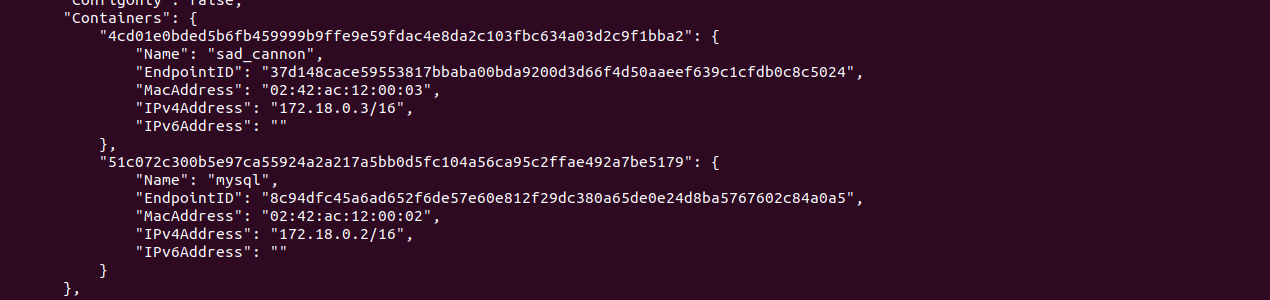 "ConfigOnly": false,
"Containers": {
"4cd01e0bded5b6fb459999b9ffe9e59fdac4e8da2c103fbc634a03d2c9f1bba2": {
"Name": "sad_cannon",
"EndpointID": "37d148cace59553817bbaba00bda9200d3d66f4d50aaeef639c1cfdb0c8c5024",
"MacAddress": "02:42:ac:12:00:03",
"IPv4Address": "172.18.0.3/16",
"IPv6Address": ""
},
"51c072c300b5e97ca55924a2a217a5bb0d5fc104a56ca95c2ffae492a7be5179": {
"Name": "mysql",
"EndpointID": "8c94dfc45a6ad652f6de57e60e812f29dc380a65de0e24d8ba5767602c84a0a5",
"MacAddress": "02:42:ac:12:00:02",
"IPv4Address": "172.18.0.2/16",
"IPv6Address": ""
}
},